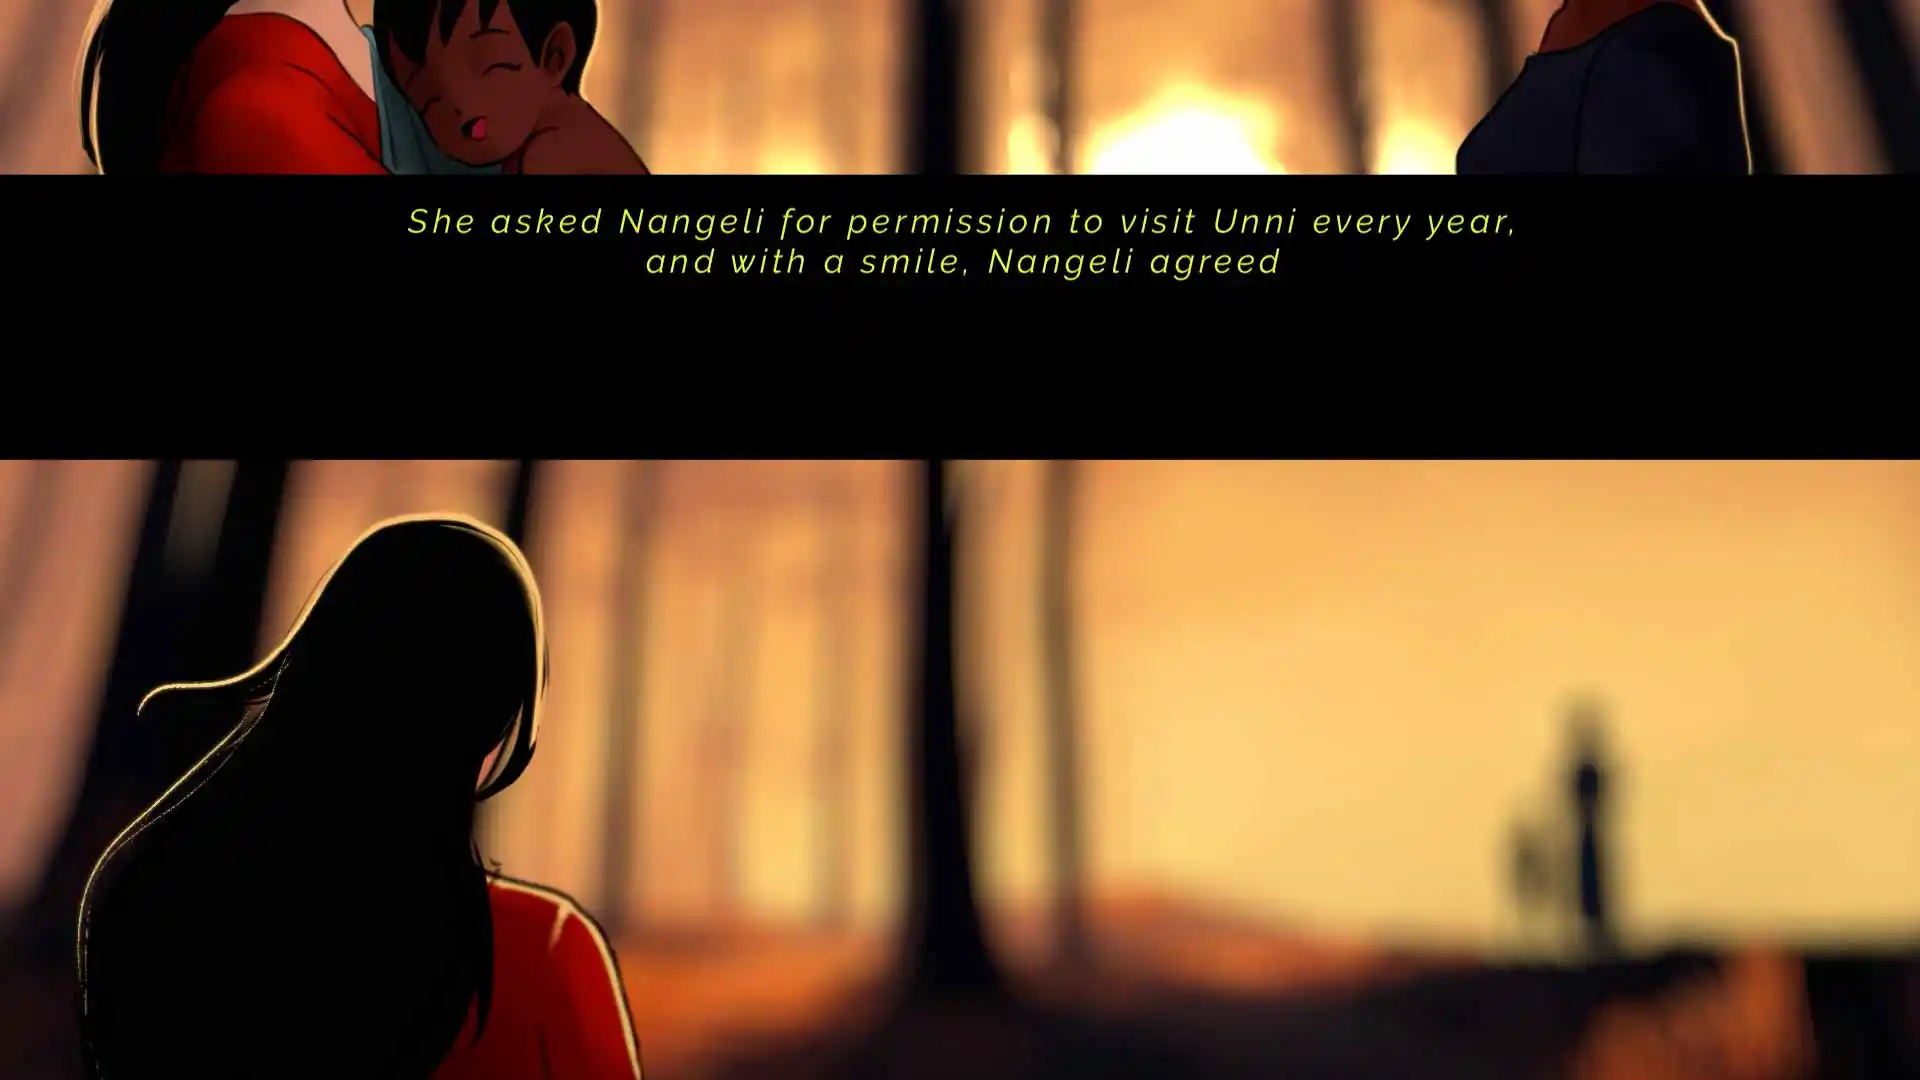 She asked Nangeli for permission to visit Unni every year,
and with a smile, Nangeli agreed